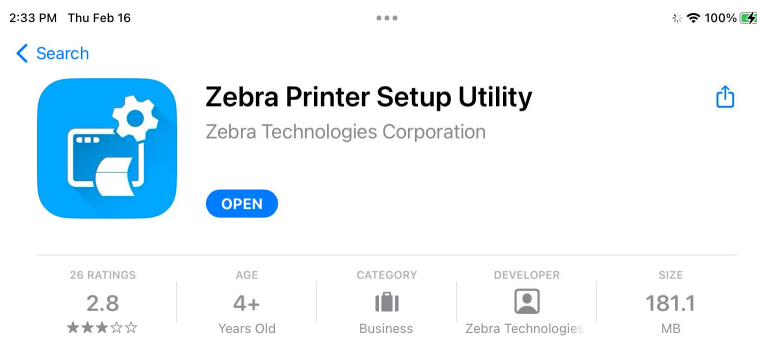 2:33 PM Thu Feb 16 100%
Search
Zebra Printer Setup Utility
Zebra Technologies Corporation
OPEN
26 RATINGS AGE CATEGORY DEVELOPER SIZE
2.8 4+ 181.1
Years Old Business Zebra Technologies MB